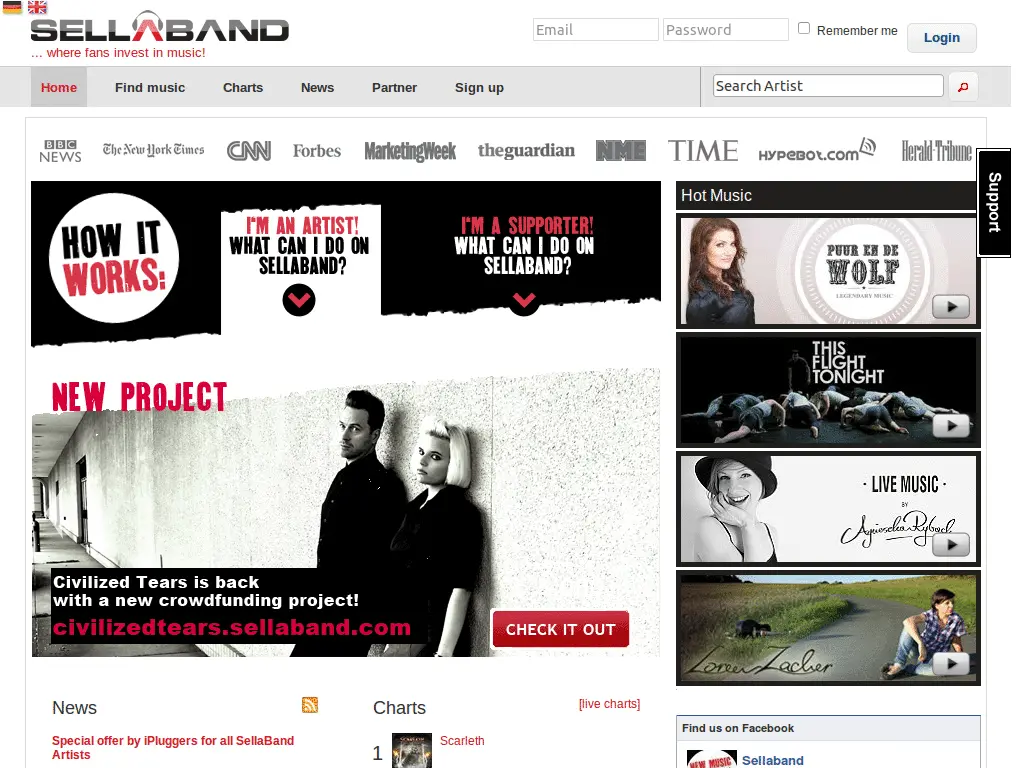 SELLABAND
... where fans invest in music!
Email
Password
Remember me
Login
Home
Find music
Charts
News
Partner
Sign up
Search Artist
BBC
NEWS
The New York Times
CNN
Forbes
MarketingWeek
theguardian
NME
TIME
HYPEBOT.COM
Herald-Tribune
Support
HOW IT
WORKS:
I'M AN ARTIST!
WHAT CAN I DO ON
SELLABAND?
I'M A SUPPORTER!
WHAT CAN I DO ON
SELLABAND?
Hot Music
PUUR EN DE
WOLF
LEGENDARY MUSIC
THIS
FLIGHT
TONIGHT
· LIVE MUSIC ·
BY
Agnieszka Rybach
Loren Zacher
NEW PROJECT
Civilized Tears is back
with a new crowdfunding project!
civilizedtears.sellaband.com
CHECK IT OUT
News
Special offer by iPluggers for all SellaBand
Artists
Charts
[live charts]
1
Scarleth
Find us on Facebook
NEW MUSIC
Sellaband